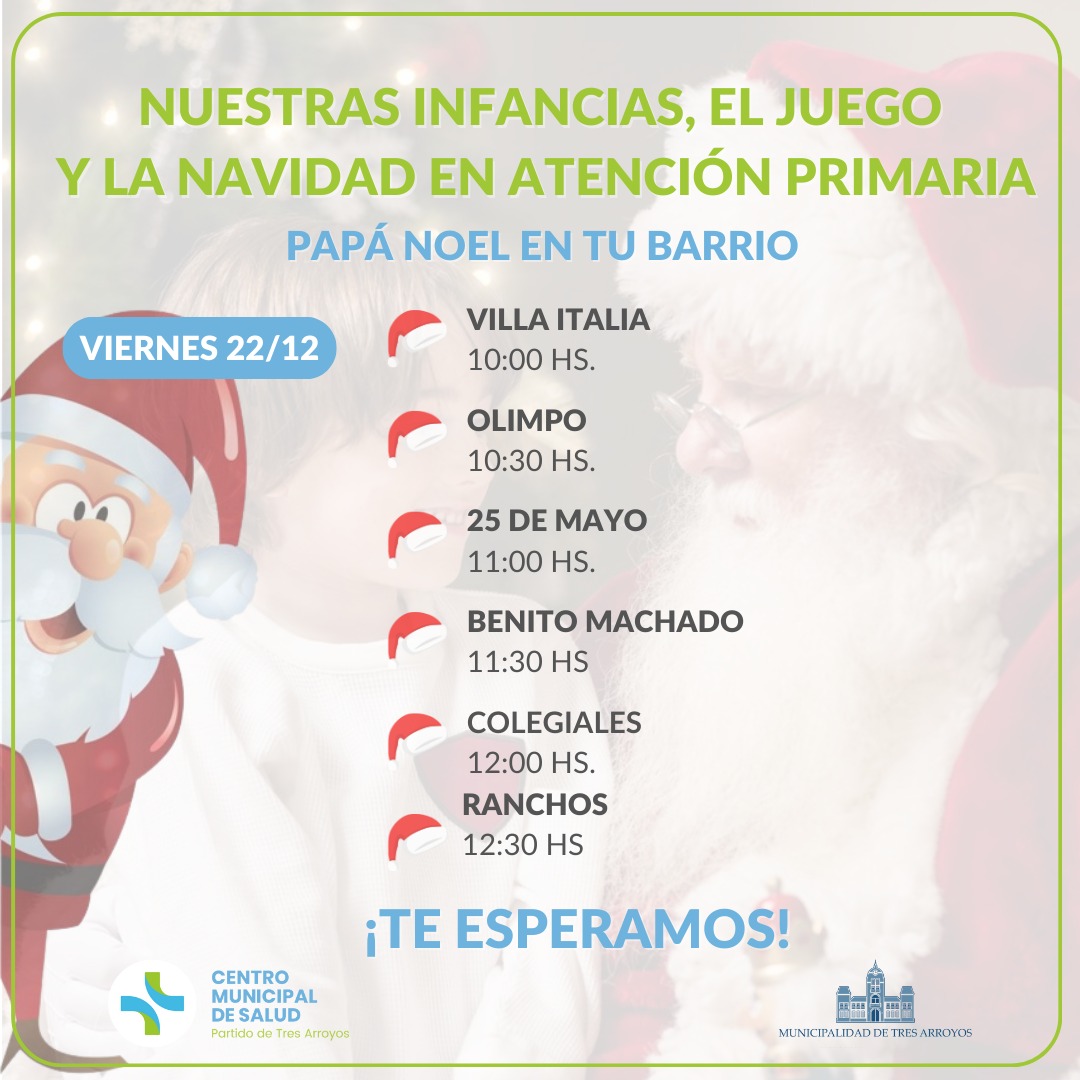 NUESTRAS INFANCIAS, EL JUEGO
Y LA NAVIDAD EN ATENCIÓN PRIMARIA
PAPÁ NOEL EN TU BARRIO
VIERNES 22/12
VILLA ITALIA
10:00 HS.
OLIMPO
10:30 HS.
25 DE MAYO
11:00 HS.
BENITO MACHADO
11:30 HS
COLEGIALES
12:00 HS.
RANCHOS
12:30 HS
¡TE ESPERAMOS!
CENTRO
MUNICIPAL
DE SALUD
Partido de Tres Arroyos
MUNICIPALIDAD DE TRES ARROYOS